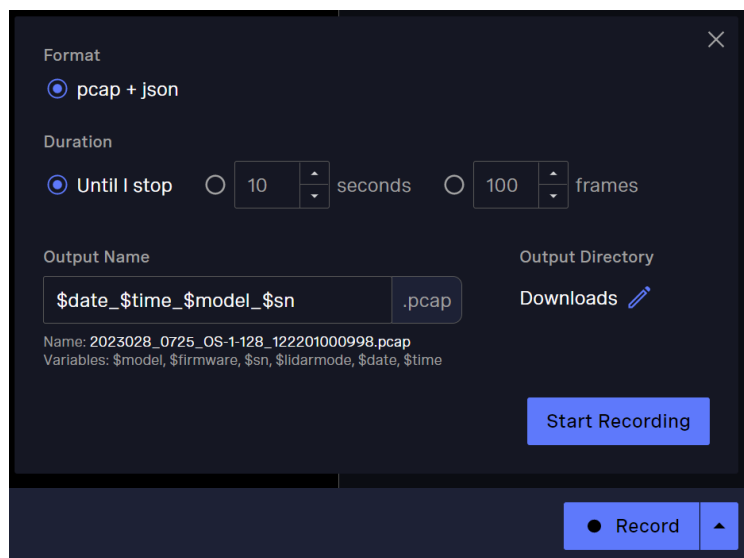 Format
pcap + json
Duration
Until I stop 10 seconds 100 frames
Output Name Output Directory
$date_$time_$model_$sn .pcap Downloads
Name: 2023028_0725_OS-1-128_122201000998.pcap
Variables: $model, $firmware, $sn, $lidarmode, $date, $time
Start Recording
Record